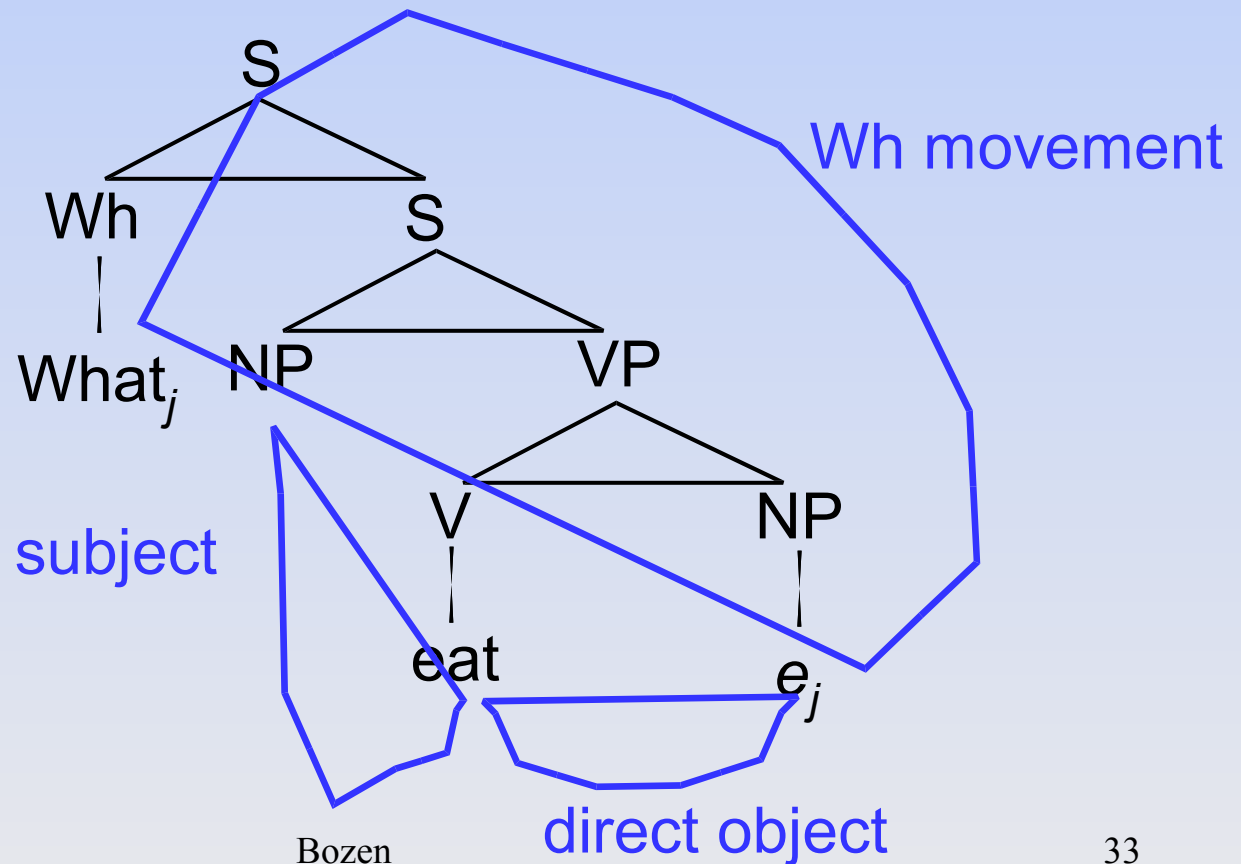 S
Wh movement
Wh
S
What j
NP
VP
V
NP
subject
eat
e j
direct object
Bozen
33